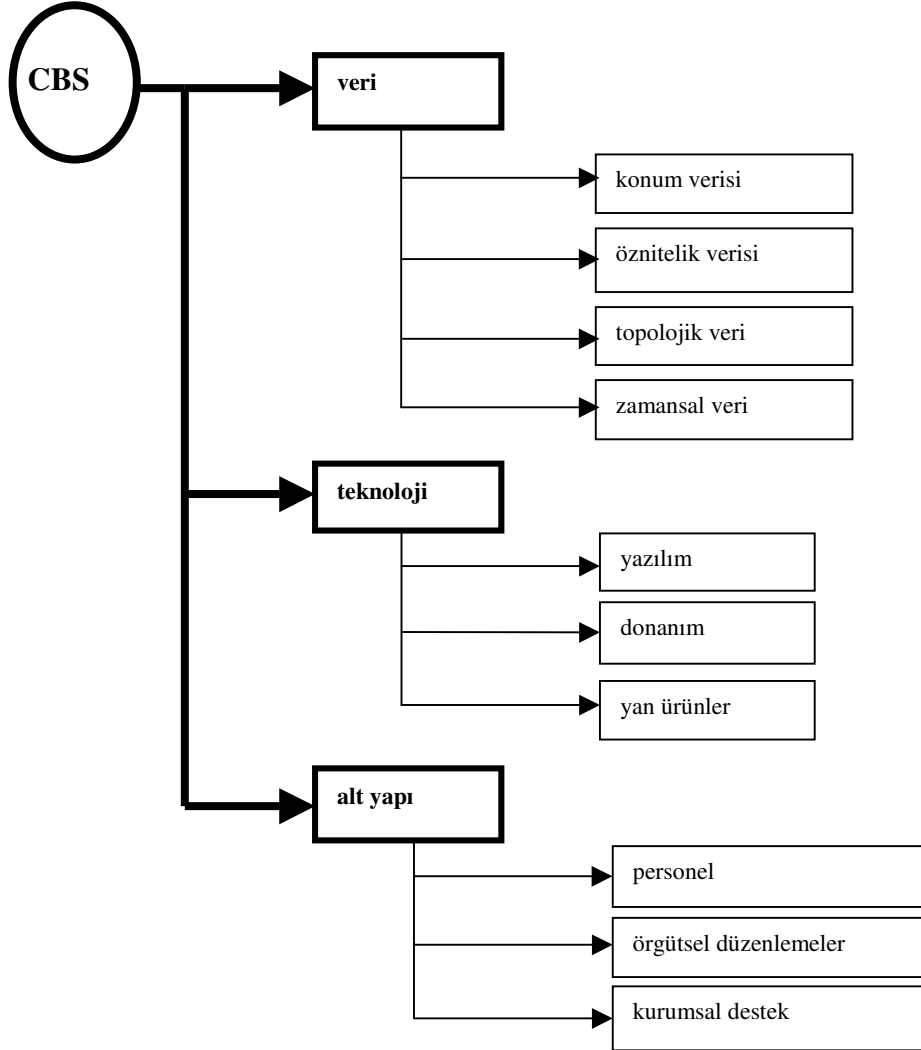 CBS
veri
konum verisi
öznitelik verisi
topolojik veri
zamansal veri
teknoloji
yazılım
donanım
yan ürünler
alt yapı
personel
örgütsel düzenlemeler
kurumsal destek